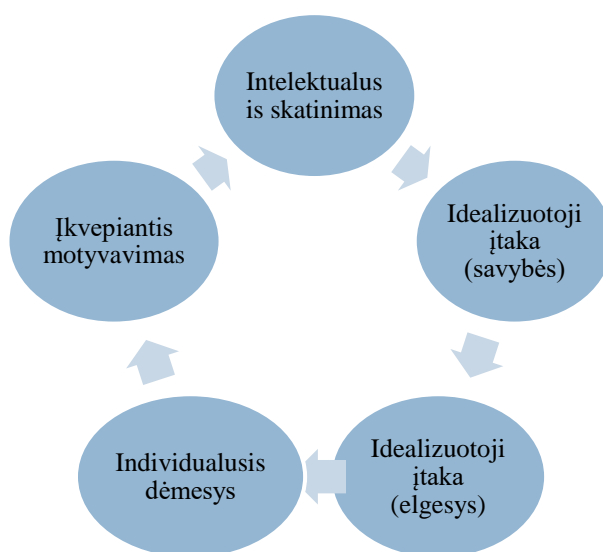 Intelektualus
is skatinimas
Idealizuotoji
įtaka
(savybės)
Idealizuotoji
įtaka
(elgesys)
Individualusis
dėmesys
Įkvepiantis
motyvavimas